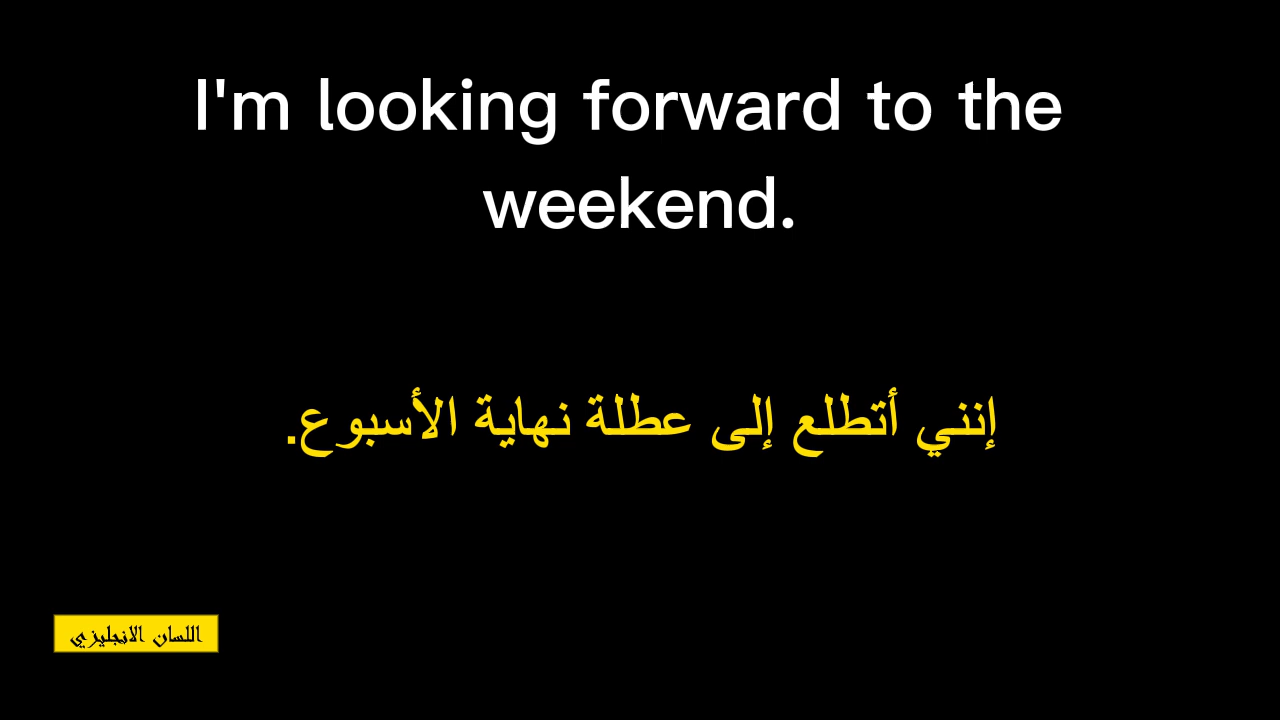 I'm looking forward to the
weekend.
إنني أتطلع إلى عطلة نهاية الأسبوع.
اللسان الانجليزي